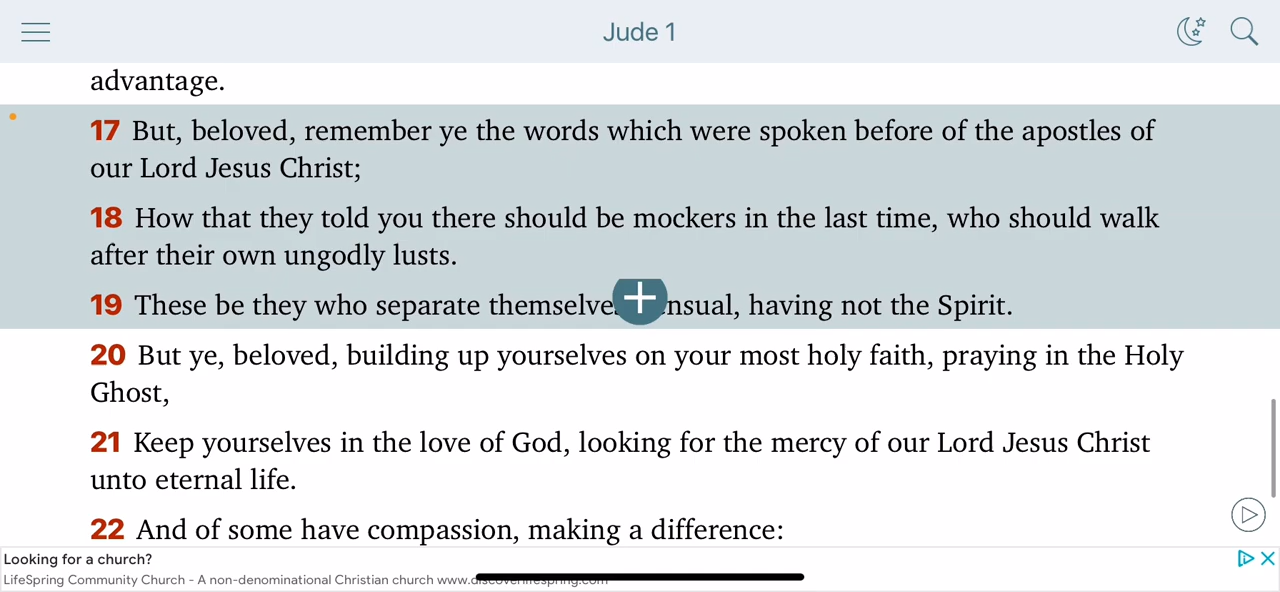 Jude 1
advantage.
17 But, beloved, remember ye the words which were spoken before of the apostles of
our Lord Jesus Christ;
18 How that they told you there should be mockers in the last time, who should walk
after their own ungodly lusts.
19 These be they who separate themselve nsual, having not the Spirit.
20 But ye, beloved, building up yourselves on your most holy faith, praying in the Holy
Ghost,
21 Keep yourselves in the love of God, looking for the mercy of our Lord Jesus Christ
unto eternal life.
22 And of some have compassion, making a difference:
Looking for a church?
LifeSpring Community Church - A non-denominational Christian church www.discoverlifespring.com